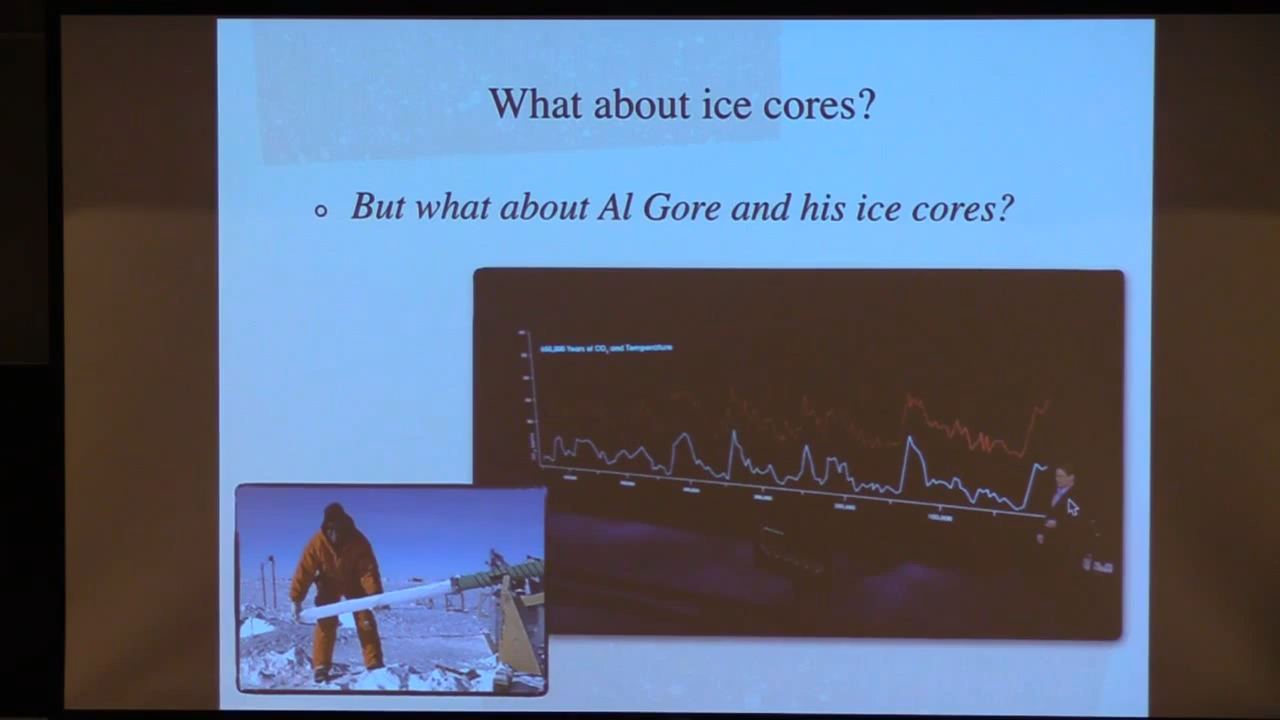 What about ice cores?
But what about Al Gore and his ice cores?
650,000 Years of CO₂ and Temperature